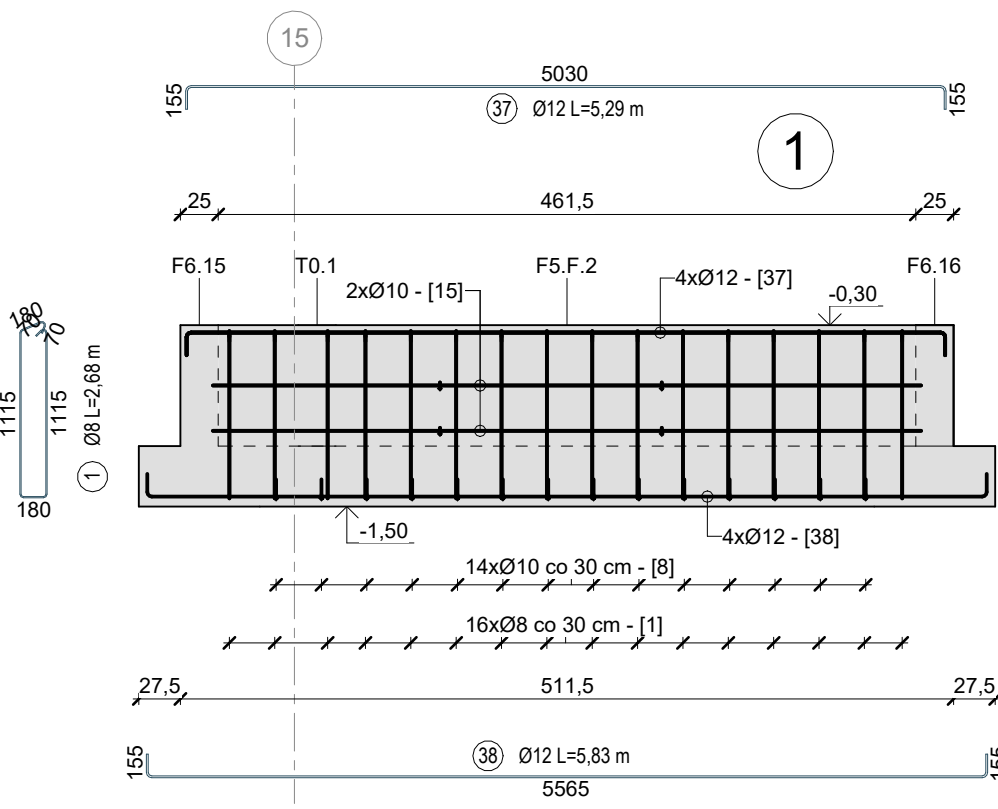 15
5030
155
155
37 Ø12 L=5,29 m
1
25
461,5
25
F6.15
T0.1
F5.F.2
F6.16
2xØ10 - [15]
4xØ12 - [37]
-0,30
180
70
70
1115
1115
180
1 Ø8 L=2,68 m
-1,50
4xØ12 - [38]
14xØ10 co 30 cm - [8]
16xØ8 co 30 cm - [1]
27,5
511,5
27,5
155
155
38 Ø12 L=5,83 m
5565